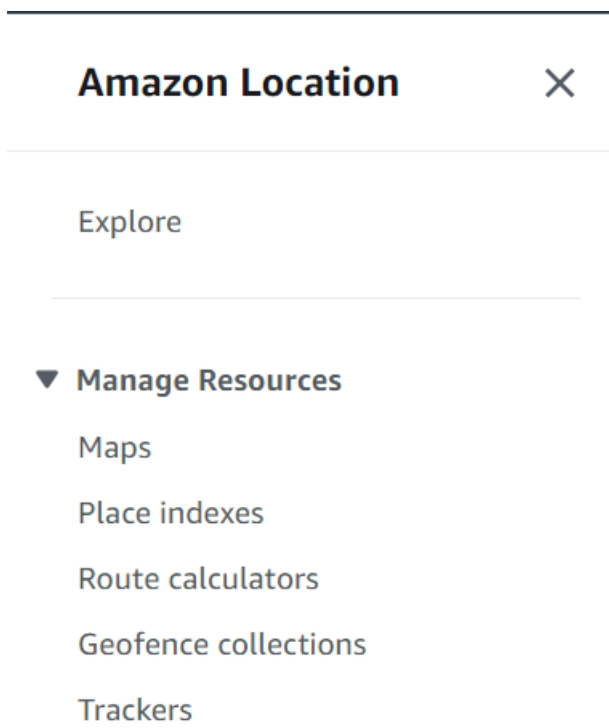 Amazon Location
Explore
Manage Resources
Maps
Place indexes
Route calculators
Geofence collections
Trackers